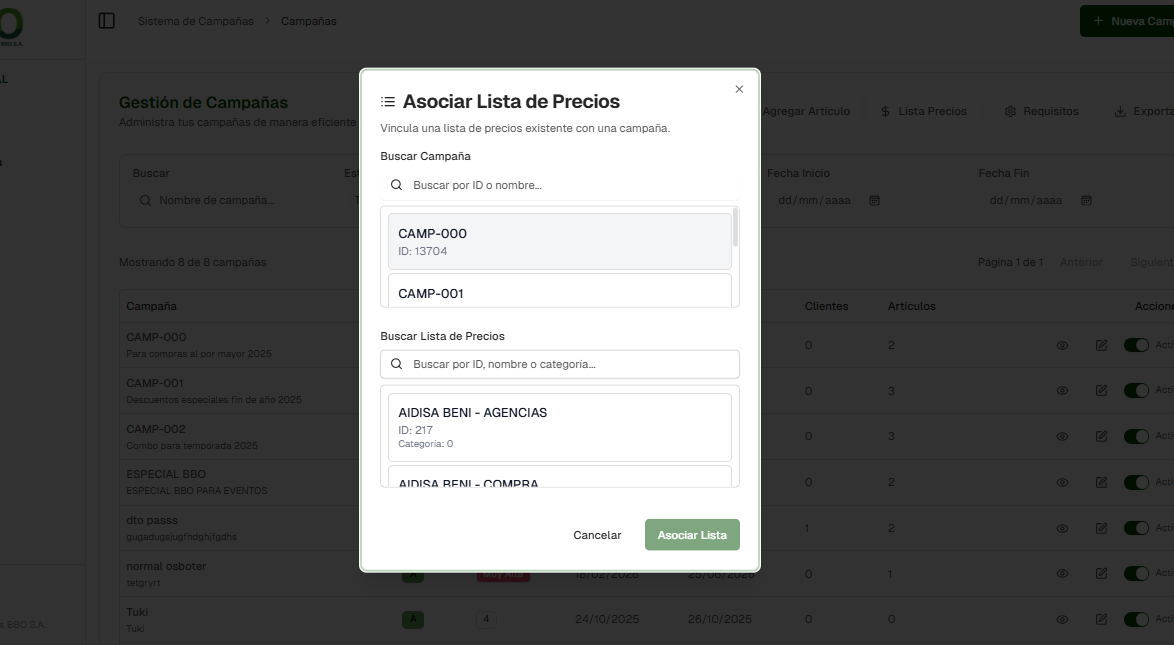 Sistema de Campañas > Campañas
+ Nueva Cam
BBO S.A.
AL
Gestión de Campañas
Administra tus campañas de manera eficiente
Agregar Artículo
$ Lista Precios
Requisitos
Exporta
Buscar
Est
Fecha Inicio
Fecha Fin
Nombre de campaña...
dd/mm/aaaa
dd/mm/aaaa
Mostrando 8 de 8 campañas
Página 1 de 1
Anterior
Siguient
Campaña
Clientes
Artículos
Accione
CAMP-000
Para compras al por mayor 2025
0
2
Acti
CAMP-001
Descuentos especiales fin de año 2025
0
3
Acti
CAMP-002
Combo para temporada 2025
0
3
Acti
ESPECIAL BBO
ESPECIAL BBO PARA EVENTOS
0
2
Acti
dto passs
gugadugsjugfhdghjfgdhs
1
2
Acti
normal osboter
tetgryrt
A
Muy Alta
18/02/2026
25/06/2026
0
1
Acti
Tuki
Tuki
A
4
24/10/2025
26/10/2025
0
0
Acti
s BBO S.A.
Asociar Lista de Precios
Vincula una lista de precios existente con una campaña.
Buscar Campaña
Buscar por ID o nombre...
CAMP-000
ID: 13704
CAMP-001
Buscar Lista de Precios
Buscar por ID, nombre o categoría...
AIDISA BENI - AGENCIAS
ID: 217
Categoría: 0
AIDISA BENI - COMPRA
Cancelar
Asociar Lista